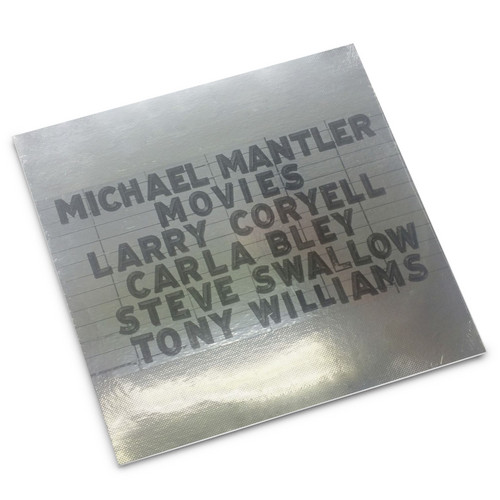 MICHAEL MANTLER
MOVIES
LARRY CORYELL
CARLA BLEY
STEVE SWALLOW
TONY WILLIAMS